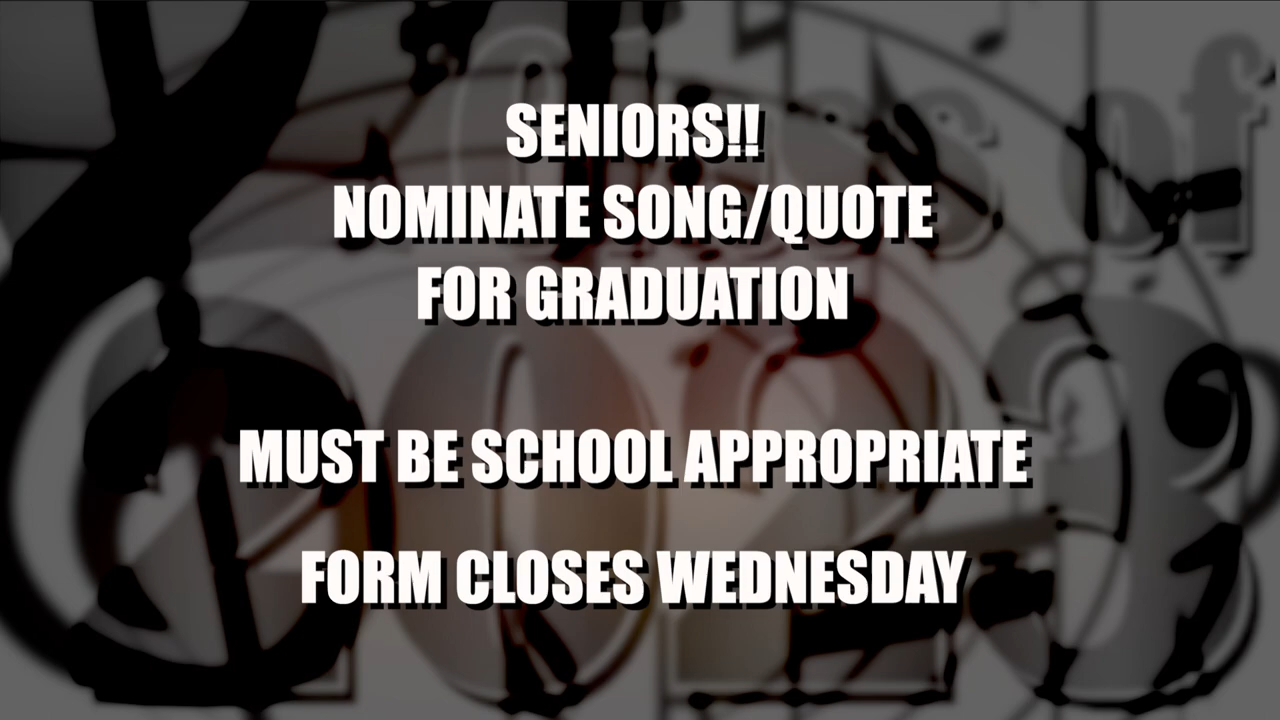 SENIORS!!
NOMINATE SONG/QUOTE
FOR GRADUATION
MUST BE SCHOOL APPROPRIATE
FORM CLOSES WEDNESDAY